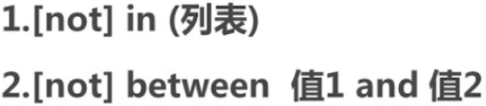 1.[not] in (列表)
2.[not] between 值1 and 值2